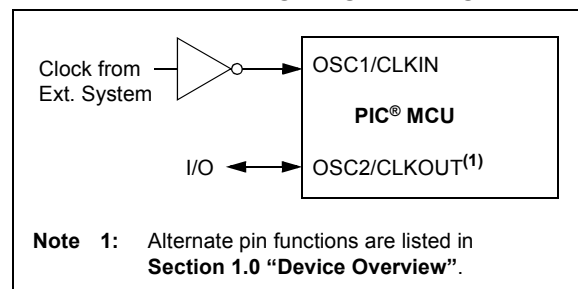 Clock from
Ext. System
OSC1/CLKIN
PIC® MCU
I/O
OSC2/CLKOUT(1)
Note 1: Alternate pin functions are listed in
Section 1.0 “Device Overview”.